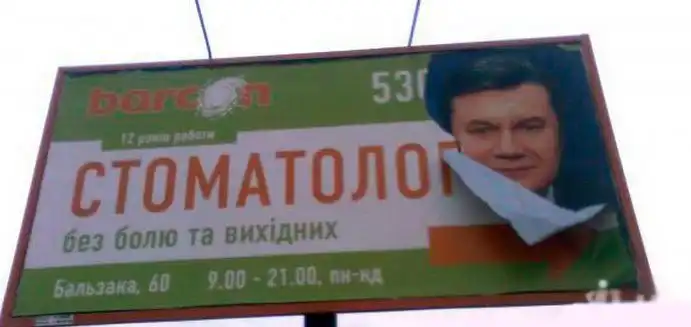 barcon 530
12 років роботи
СТОМАТОЛОГ
без болю та вихідних
Бальзака, 60 9.00 - 21.00, пн-нд